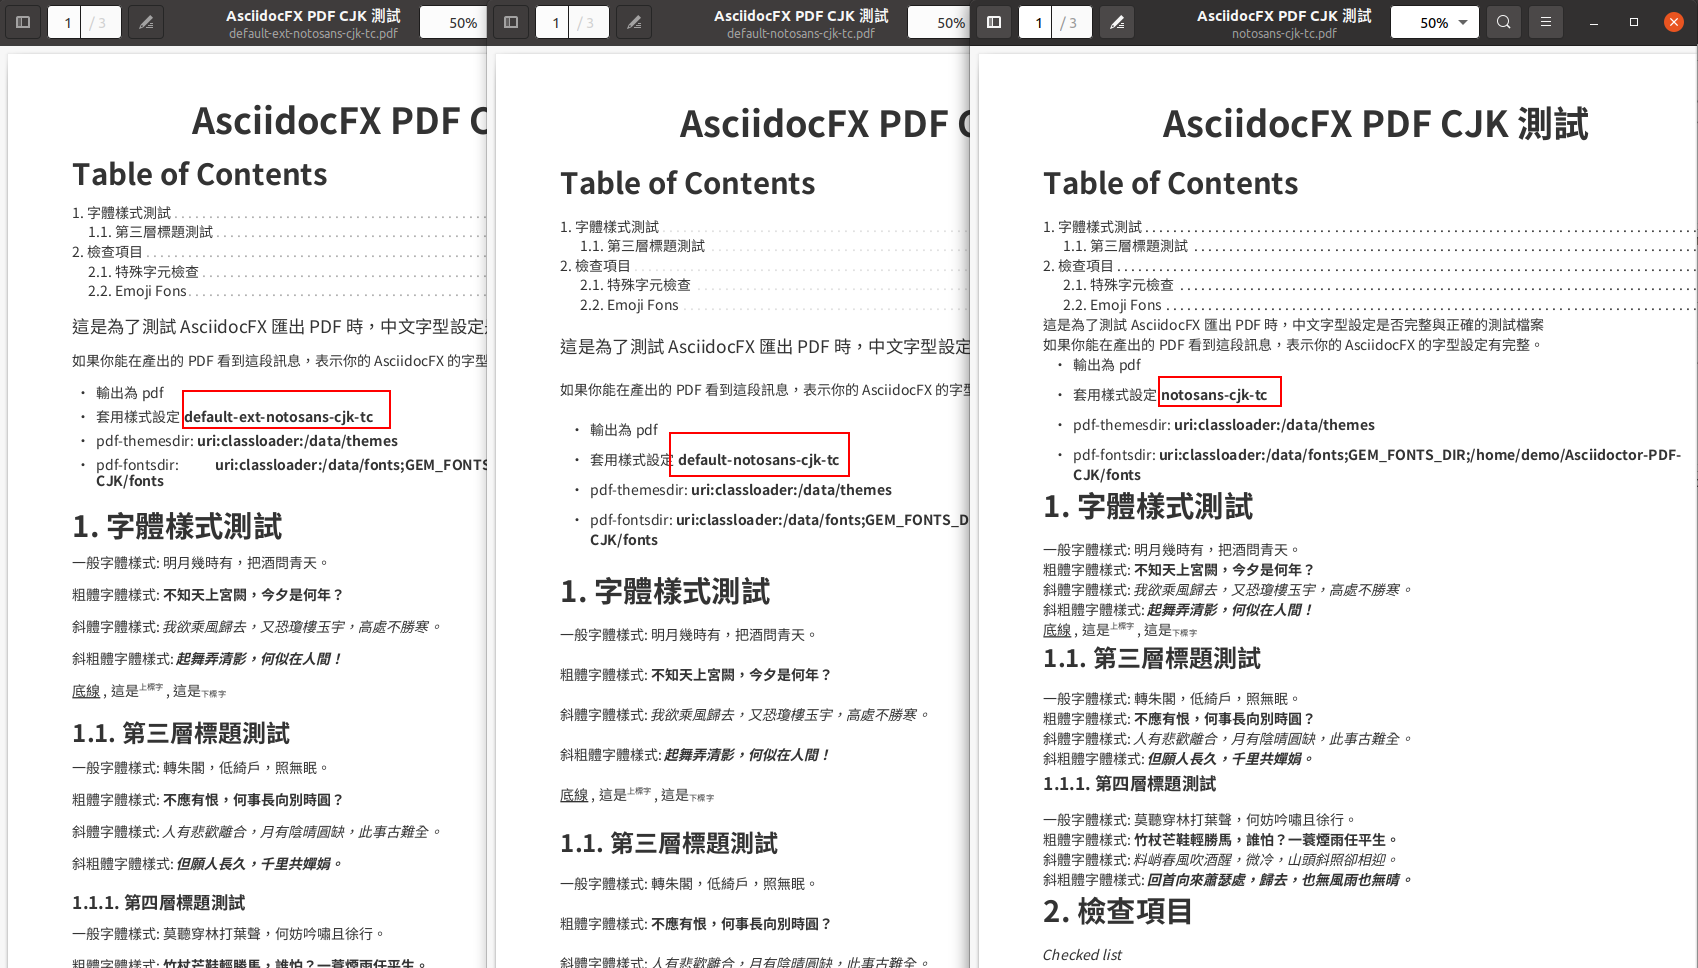 1 / 3
AsciidocFX PDF CJK 測試
default-ext-notosans-cjk-tc.pdf
50%
AsciidocFX PDF C
Table of Contents
1. 字體樣式測試
1.1. 第三層標題測試
2. 檢查項目
2.1. 特殊字元檢查
2.2. Emoji Fons
這是為了測試 AsciidocFX 匯出 PDF 時，中文字型設定
如果你能在產出的 PDF 看到這段訊息，表示你的 AsciidocFX 的字型
• 輸出為 pdf
• 套用樣式設定 default-ext-notosans-cjk-tc
• pdf-themesdir: uri:classloader:/data/themes
• pdf-fontsdir: uri:classloader:/data/fonts;GEM_FONTS
CJK/fonts
1. 字體樣式測試
一般字體樣式: 明月幾時有，把酒問青天。
粗體字體樣式: 不知天上宮闕，今夕是何年？
斜體字體樣式: 我欲乘風歸去，又恐瓊樓玉宇，高處不勝寒。
斜粗體字體樣式: 起舞弄清影，何似在人間！
底線 , 這是上標字 , 這是下標字
1.1. 第三層標題測試
一般字體樣式: 轉朱閣，低綺戶，照無眠。
粗體字體樣式: 不應有恨，何事長向別時圓？
斜體字體樣式: 人有悲歡離合，月有陰晴圓缺，此事古難全。
斜粗體字體樣式: 但願人長久，千里共嬋娟。
1.1.1. 第四層標題測試
一般字體樣式: 莫聽穿林打葉聲，何妨吟嘯且徐行。
粗體字體樣式: 竹杖芒鞋輕勝馬，誰怕？一蓑煙雨任平生。
1 / 3
AsciidocFX PDF CJK 測試
default-notosans-cjk-tc.pdf
50%
AsciidocFX PDF C
Table of Contents
1. 字體樣式測試
1.1. 第三層標題測試
2. 檢查項目
2.1. 特殊字元檢查
2.2. Emoji Fons
這是為了測試 AsciidocFX 匯出 PDF 時，中文字型設定
如果你能在產出的 PDF 看到這段訊息，表示你的 AsciidocFX 的字型
• 輸出為 pdf
• 套用樣式設定 default-notosans-cjk-tc
• pdf-themesdir: uri:classloader:/data/themes
• pdf-fontsdir: uri:classloader:/data/fonts;GEM_FONTS_D
CJK/fonts
1. 字體樣式測試
一般字體樣式: 明月幾時有，把酒問青天。
粗體字體樣式: 不知天上宮闕，今夕是何年？
斜體字體樣式: 我欲乘風歸去，又恐瓊樓玉宇，高處不勝寒。
斜粗體字體樣式: 起舞弄清影，何似在人間！
底線 , 這是上標字 , 這是下標字
1.1. 第三層標題測試
一般字體樣式: 轉朱閣，低綺戶，照無眠。
粗體字體樣式: 不應有恨，何事長向別時圓？
斜體字體樣式: 人有悲歡離合，月有陰晴圓缺，此事古難全。
1 / 3
AsciidocFX PDF CJK 測試
notosans-cjk-tc.pdf
50%
AsciidocFX PDF CJK 測試
Table of Contents
1. 字體樣式測試
1.1. 第三層標題測試
2. 檢查項目
2.1. 特殊字元檢查
2.2. Emoji Fons
這是為了測試 AsciidocFX 匯出 PDF 時，中文字型設定是否完整與正確的測試檔案
如果你能在產出的 PDF 看到這段訊息，表示你的 AsciidocFX 的字型設定有完整。
• 輸出為 pdf
• 套用樣式設定 notosans-cjk-tc
• pdf-themesdir: uri:classloader:/data/themes
• pdf-fontsdir: uri:classloader:/data/fonts;GEM_FONTS_DIR;/home/demo/Asciidoctor-PDF-
CJK/fonts
1. 字體樣式測試
一般字體樣式: 明月幾時有，把酒問青天。
粗體字體樣式: 不知天上宮闕，今夕是何年？
斜體字體樣式: 我欲乘風歸去，又恐瓊樓玉宇，高處不勝寒。
斜粗體字體樣式: 起舞弄清影，何似在人間！
底線 , 這是上標字 , 這是下標字
1.1. 第三層標題測試
一般字體樣式: 轉朱閣，低綺戶，照無眠。
粗體字體樣式: 不應有恨，何事長向別時圓？
斜體字體樣式: 人有悲歡離合，月有陰晴圓缺，此事古難全。
斜粗體字體樣式: 但願人長久，千里共嬋娟。
1.1.1. 第四層標題測試
一般字體樣式: 莫聽穿林打葉聲，何妨吟嘯且徐行。
粗體字體樣式: 竹杖芒鞋輕勝馬，誰怕？一蓑煙雨任平生。
斜體字體樣式: 料峭春風吹酒醒，微冷，山頭斜照卻相迎。
斜粗體字體樣式: 回首向來蕭瑟處，歸去，也無風雨也無晴。
2. 檢查項目
Checked list